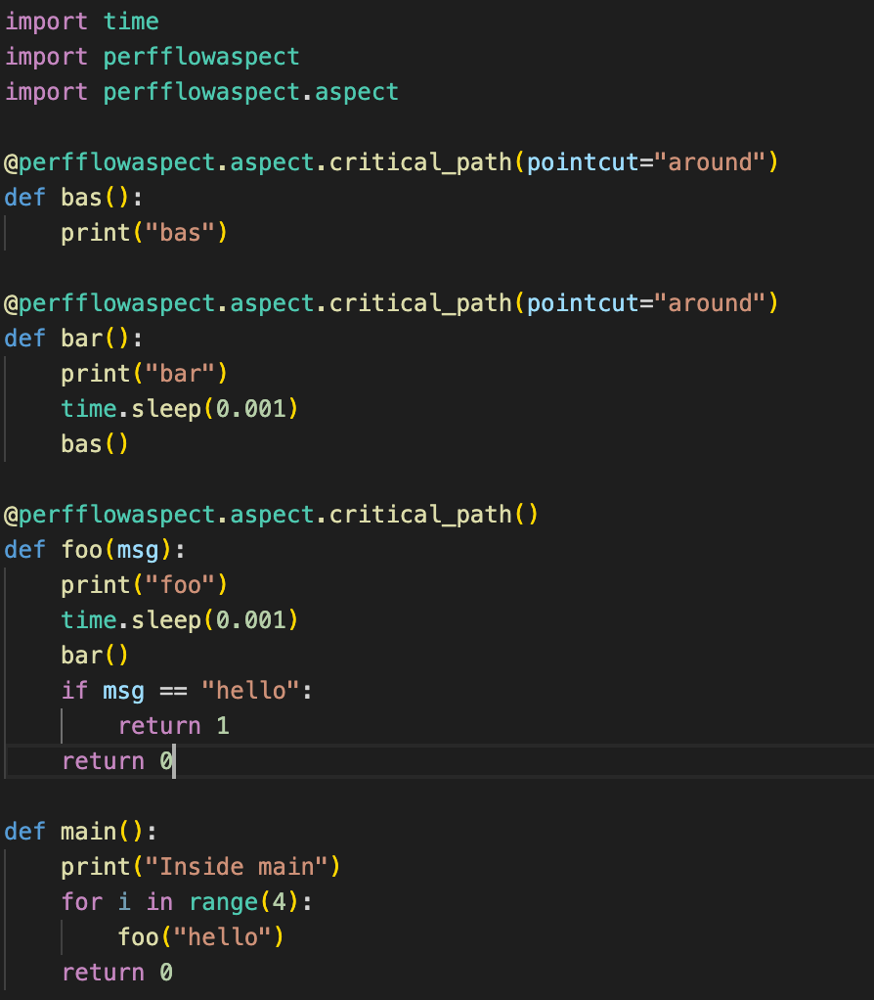 import time
import perfflowaspect
import perfflowaspect.aspect

@perfflowaspect.aspect.critical_path(pointcut="around")
def bas():
    print("bas")

@perfflowaspect.aspect.critical_path(pointcut="around")
def bar():
    print("bar")
    time.sleep(0.001)
    bas()

@perfflowaspect.aspect.critical_path()
def foo(msg):
    print("foo")
    time.sleep(0.001)
    bar()
    if msg == "hello":
        return 1
    return 0

def main():
    print("Inside main")
    for i in range(4):
        foo("hello")
    return 0